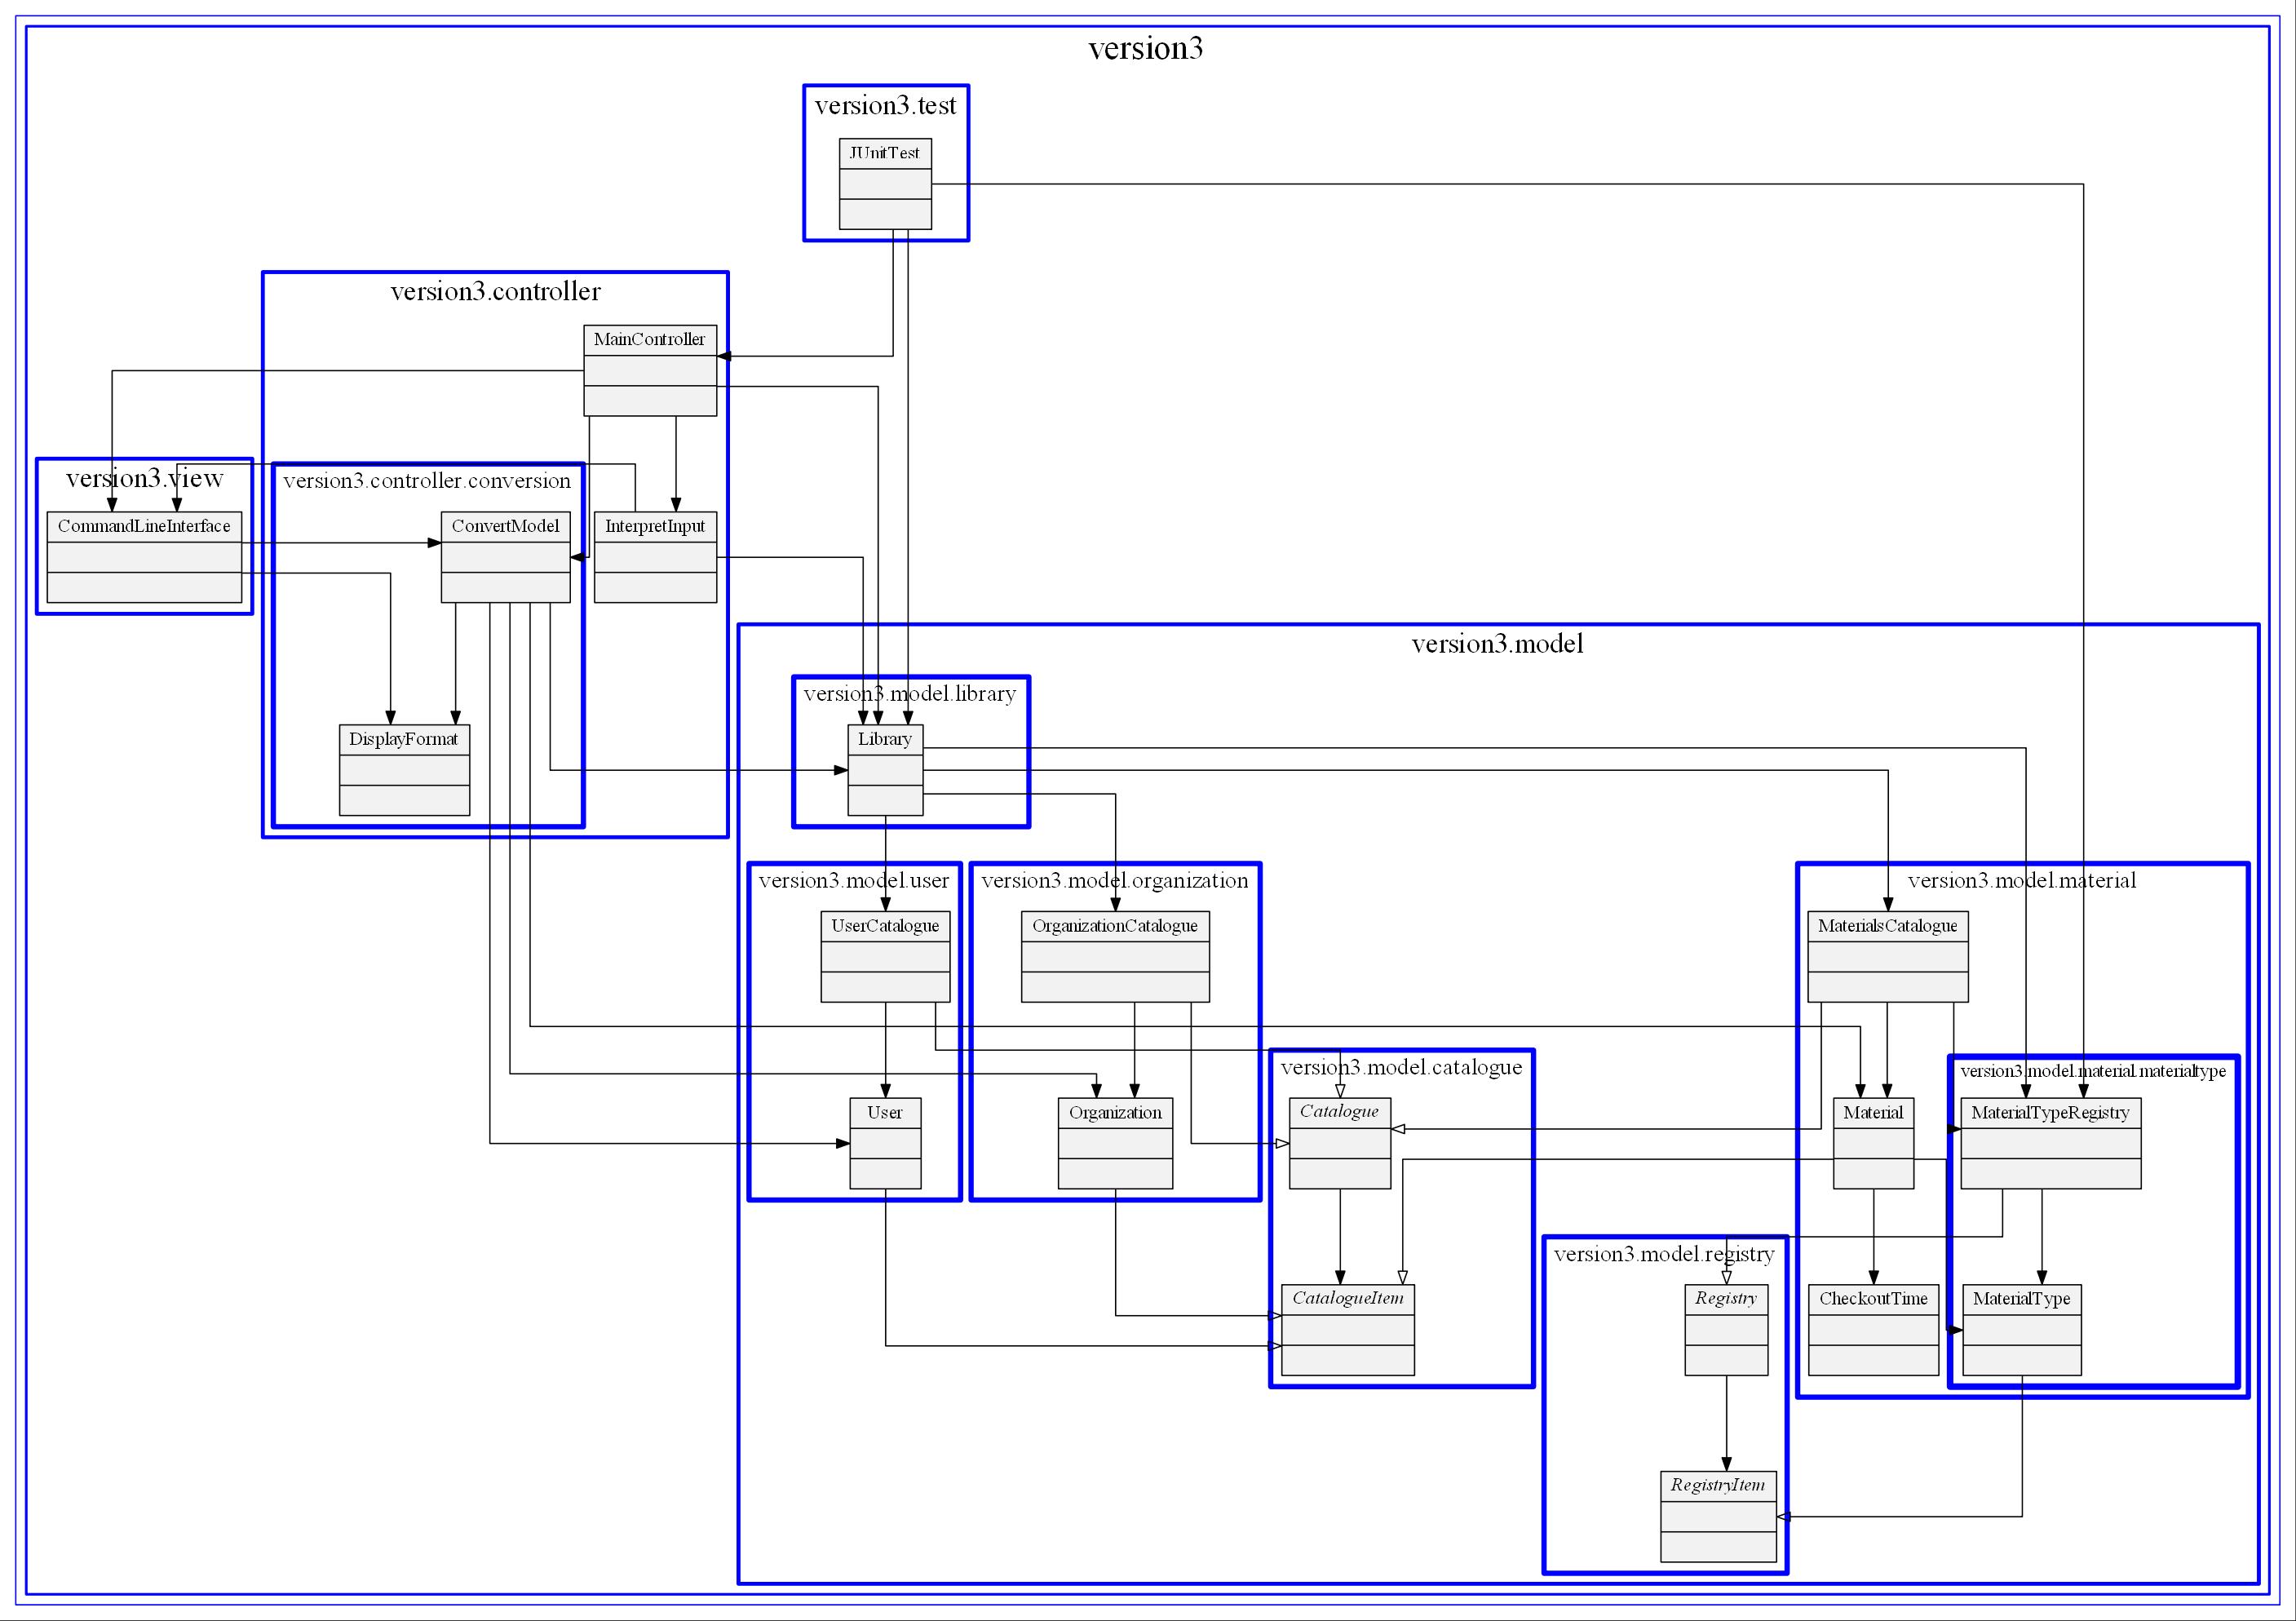 version3
version3.test
JUnitTest
version3.controller
MainController
version3.view
version3.controller.conversion
CommandLineInterface
ConvertModel
InterpretInput
version3.model
version3.model.library
DisplayFormat
Library
version3.model.user
version3.model.organization
version3.model.material
UserCatalogue
OrganizationCatalogue
MaterialsCatalogue
version3.model.catalogue
version3.model.material.materialtype
User
Organization
Catalogue
Material
MaterialTypeRegistry
version3.model.registry
CatalogueItem
Registry
CheckoutTime
MaterialType
RegistryItem